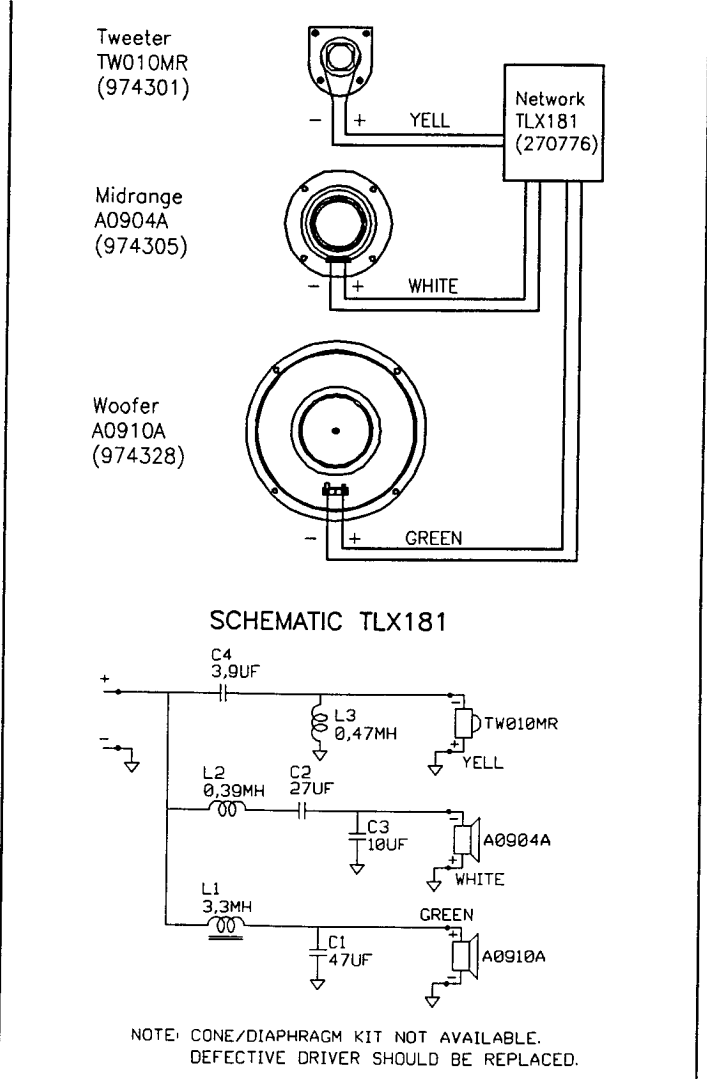 Tweeter
TW010MR
(974301)
- + YELL
Network
TLX181
(270776)
Midrange
A0904A
(974305)
- + WHITE
Woofer
A0910A
(974328)
- + GREEN
SCHEMATIC TLX181
C4
3,9UF
+
-
L3
0,47MH
-
TW010MR
+
YELL
L2
0,39MH
C2
27UF
C3
10UF
-
A0904A
+
WHITE
L1
3,3MH
GREEN
C1
47UF
+
A0910A
-
NOTE: CONE/DIAPHRAGM KIT NOT AVAILABLE.
DEFECTIVE DRIVER SHOULD BE REPLACED.